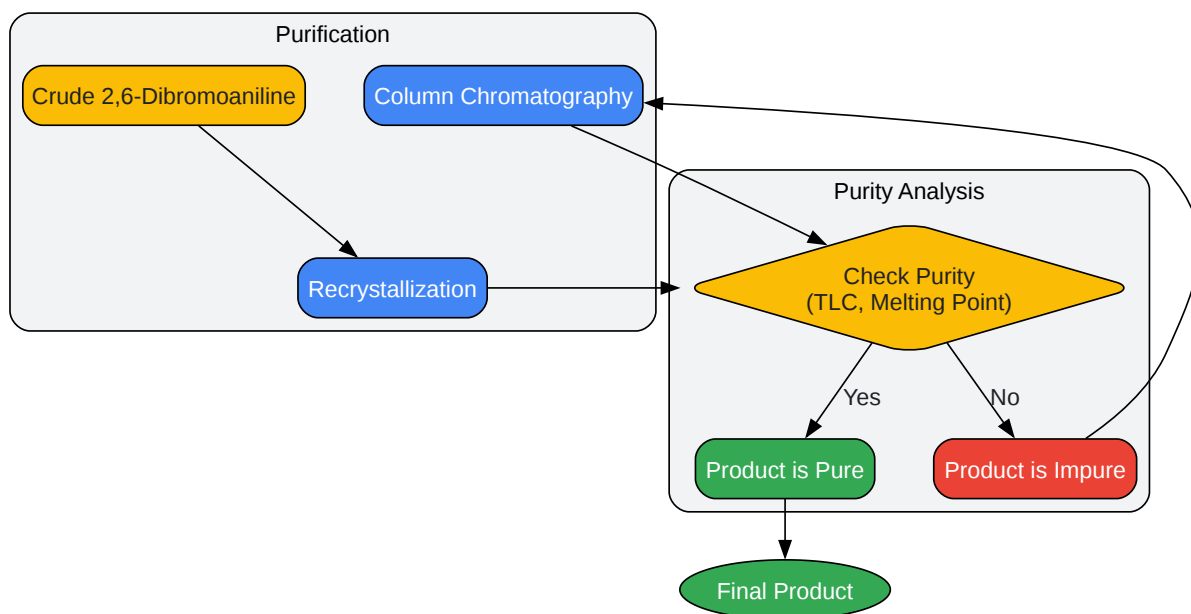 Purification
Crude 2,6-Dibromoaniline
Column Chromatography
Recrystallization
Purity Analysis
Check Purity
(TLC, Melting Point)
Yes
No
Product is Pure
Product is Impure
Final Product